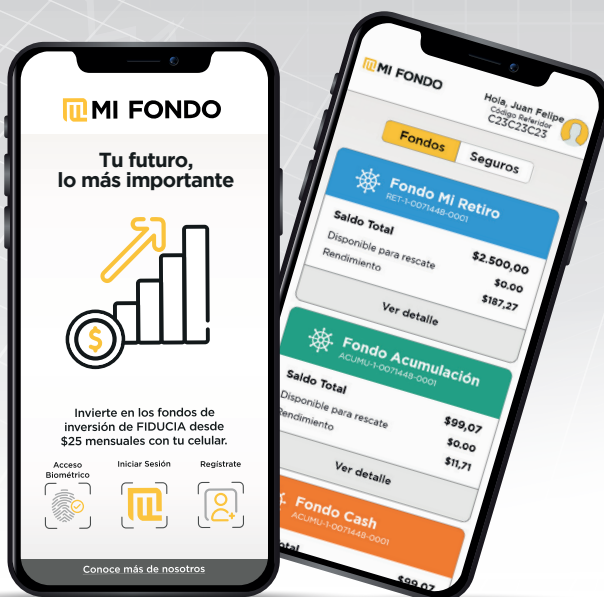 MI FONDO
Tu futuro,
lo más importante
$
Invierte en los fondos de
inversión de FIDUCIA desde
$25 mensuales con tu celular.
Acceso
Biométrico
Iniciar Sesión
Regístrate
Conoce más de nosotros
MI FONDO
Hola, Juan Felipe
Código Referidor
C23C23C23
Fondos
Seguros
Fondo Mi Retiro
RET-1-0071448-0001
Saldo Total
$2.500,00
Disponible para rescate
$0.00
Rendimiento
$187,27
Ver detalle
Fondo Acumulación
ACUMU-1-0071448-0001
Saldo Total
$99,07
Disponible para rescate
$0.00
Rendimiento
$11,71
Ver detalle
Fondo Cash
ACUMU-1-0071448-0001
$99,07